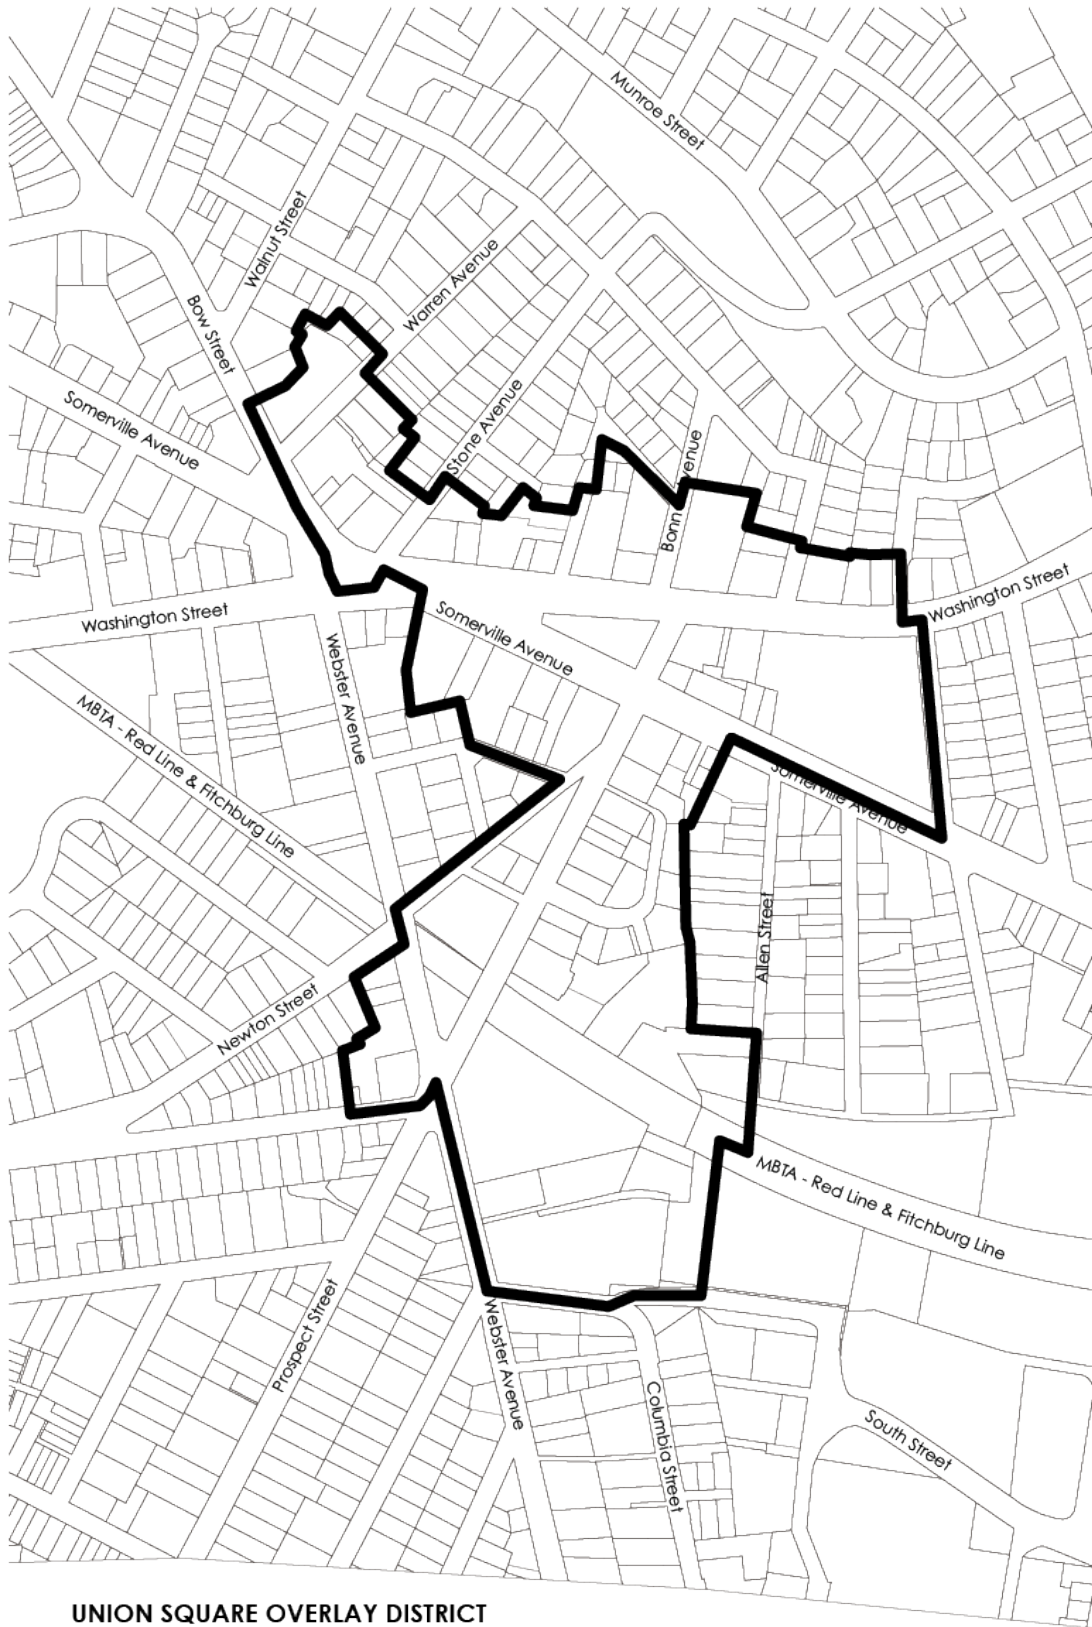 Munroe Street
Walnut Street
Warren Avenue
Bow Street
Somerville Avenue
Stone Avenue
Bonn Avenue
Washington Street
Washington Street
Somerville Avenue
Webster Avenue
MBTA - Red Line & Fitchburg Line
Somerville Avenue
Allen Street
Newton Street
MBTA - Red Line & Fitchburg Line
Prospect Street
Webster Avenue
Columbia Street
South Street
UNION SQUARE OVERLAY DISTRICT